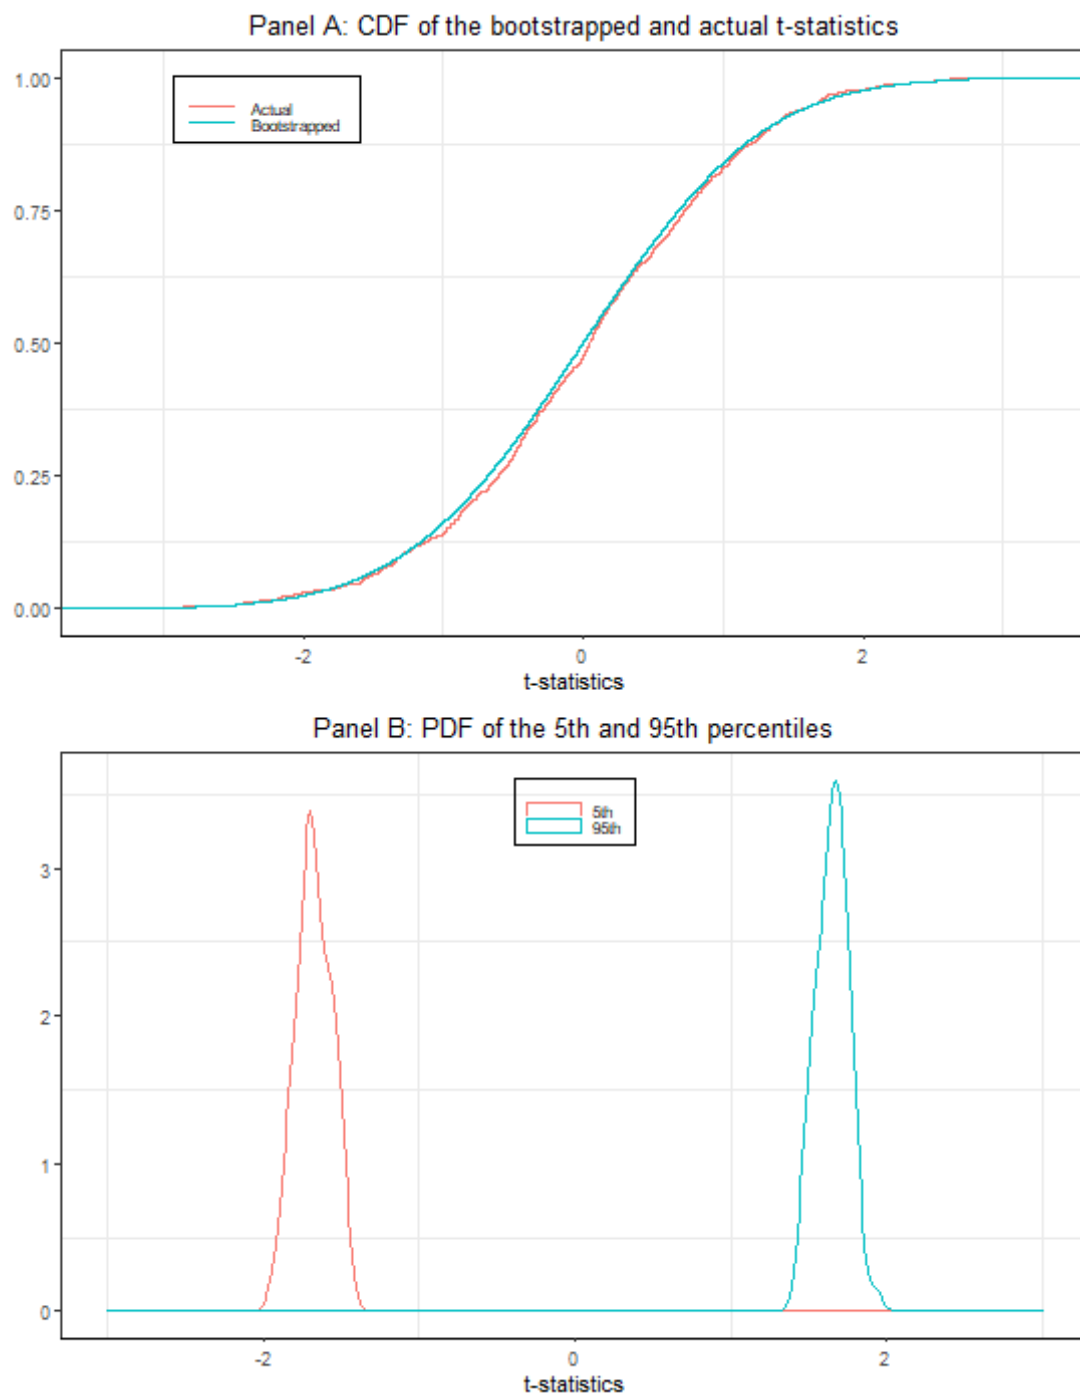 Panel A: CDF of the bootstrapped and actual t-statistics
1.00
Actual
Bootstrapped
0.75
0.50
0.25
0.00
-2 0 2
t-statistics
Panel B: PDF of the 5th and 95th percentiles
5th
95th
3
2
1
0
-2 0 2
t-statistics